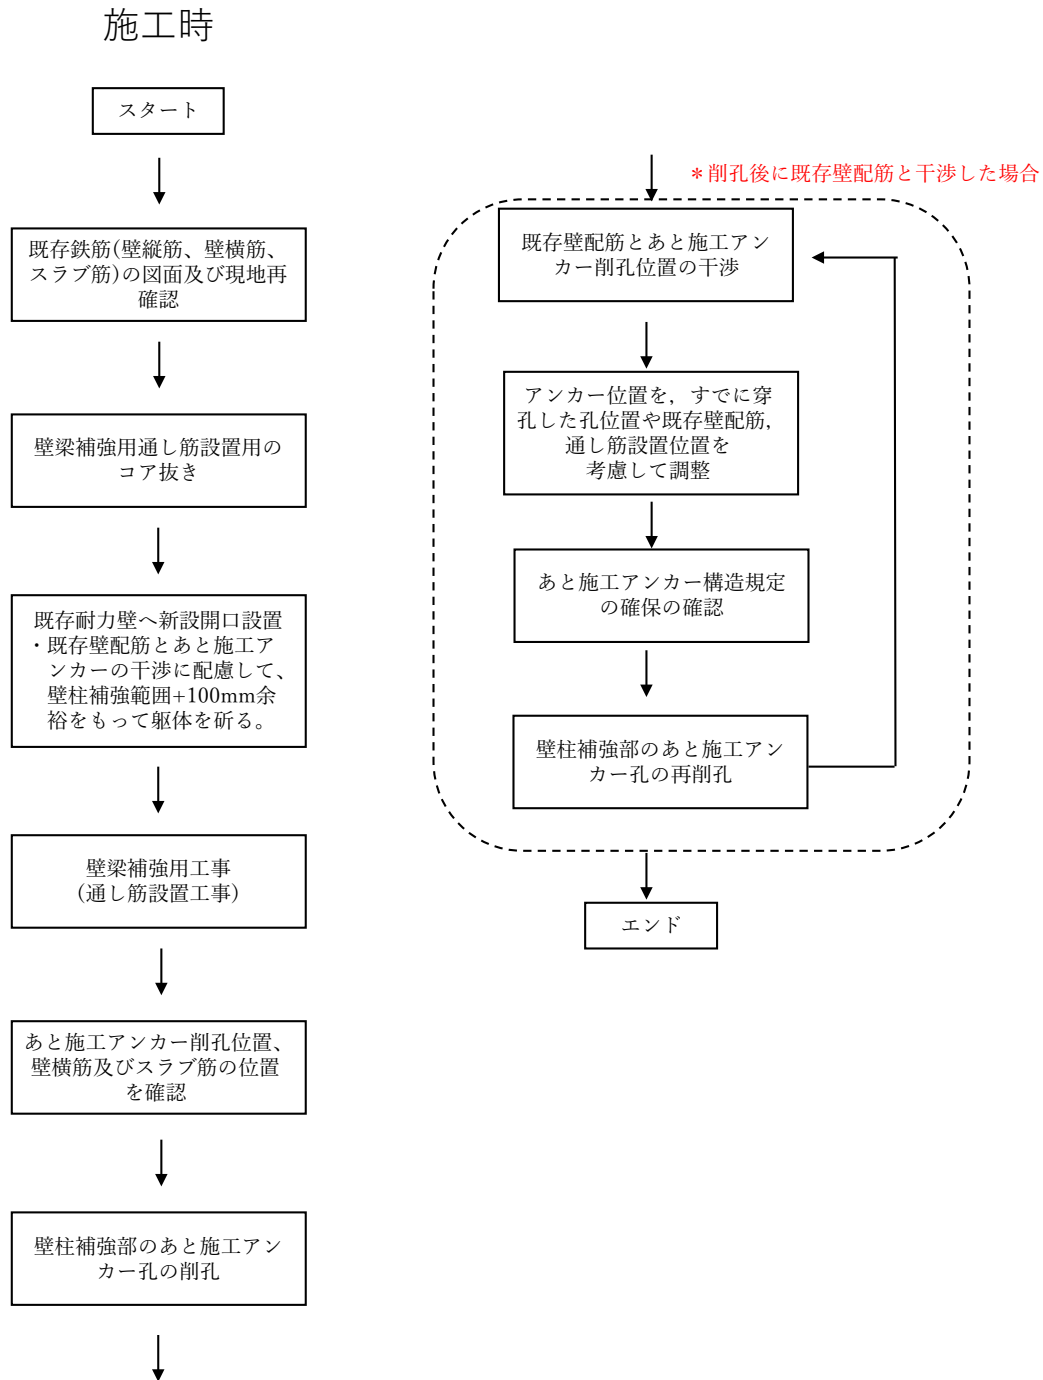 施工時
スタート
既存鉄筋(壁縦筋、壁横筋、
スラブ筋)の図面及び現地再
確認
壁梁補強用通し筋設置用の
コア抜き
既存耐力壁へ新設開口設置
・既存壁配筋とあと施工ア
ンカーの干渉に配慮して、
壁柱補強範囲+100mm余
裕をもって躯体を斫る。
壁梁補強用工事
(通し筋設置工事)
あと施工アンカー削孔位置、
壁横筋及びスラブ筋の位置
を確認
壁柱補強部のあと施工アン
カー孔の削孔
＊削孔後に既存壁配筋と干渉した場合
既存壁配筋とあと施工アン
カー削孔位置の干渉
アンカー位置を，すでに穿
孔した孔位置や既存壁配筋，
通し筋設置位置を
考慮して調整
あと施工アンカー構造規定
の確保の確認
壁柱補強部のあと施工アン
カー孔の再削孔
エンド